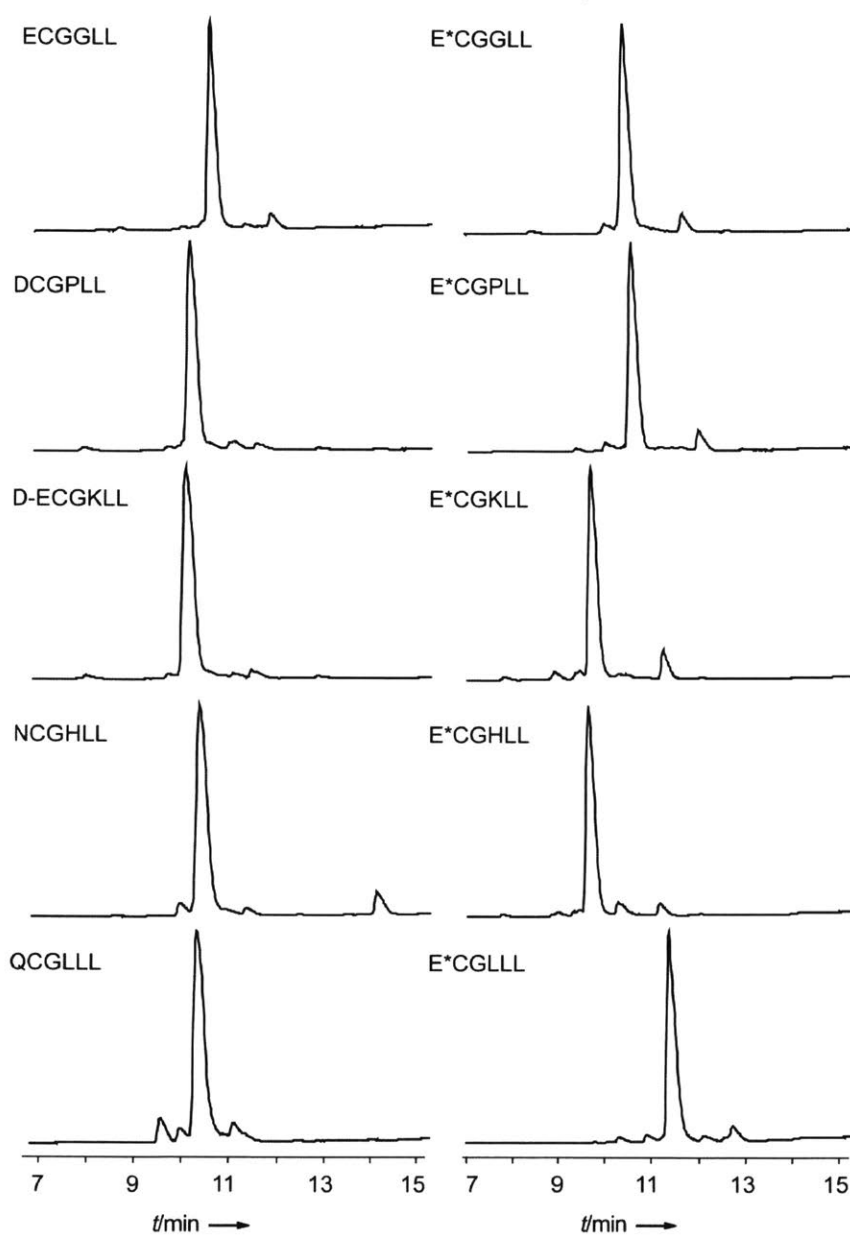 ECGGLL E*CGGLL
DCGPLL E*CGPLL
D-ECGKLL E*CGKLL
NCGHLL E*CGHLL
QCGLLL E*CGLLL
7 9 11 13 15 7 9 11 13 15
t/min → t/min →